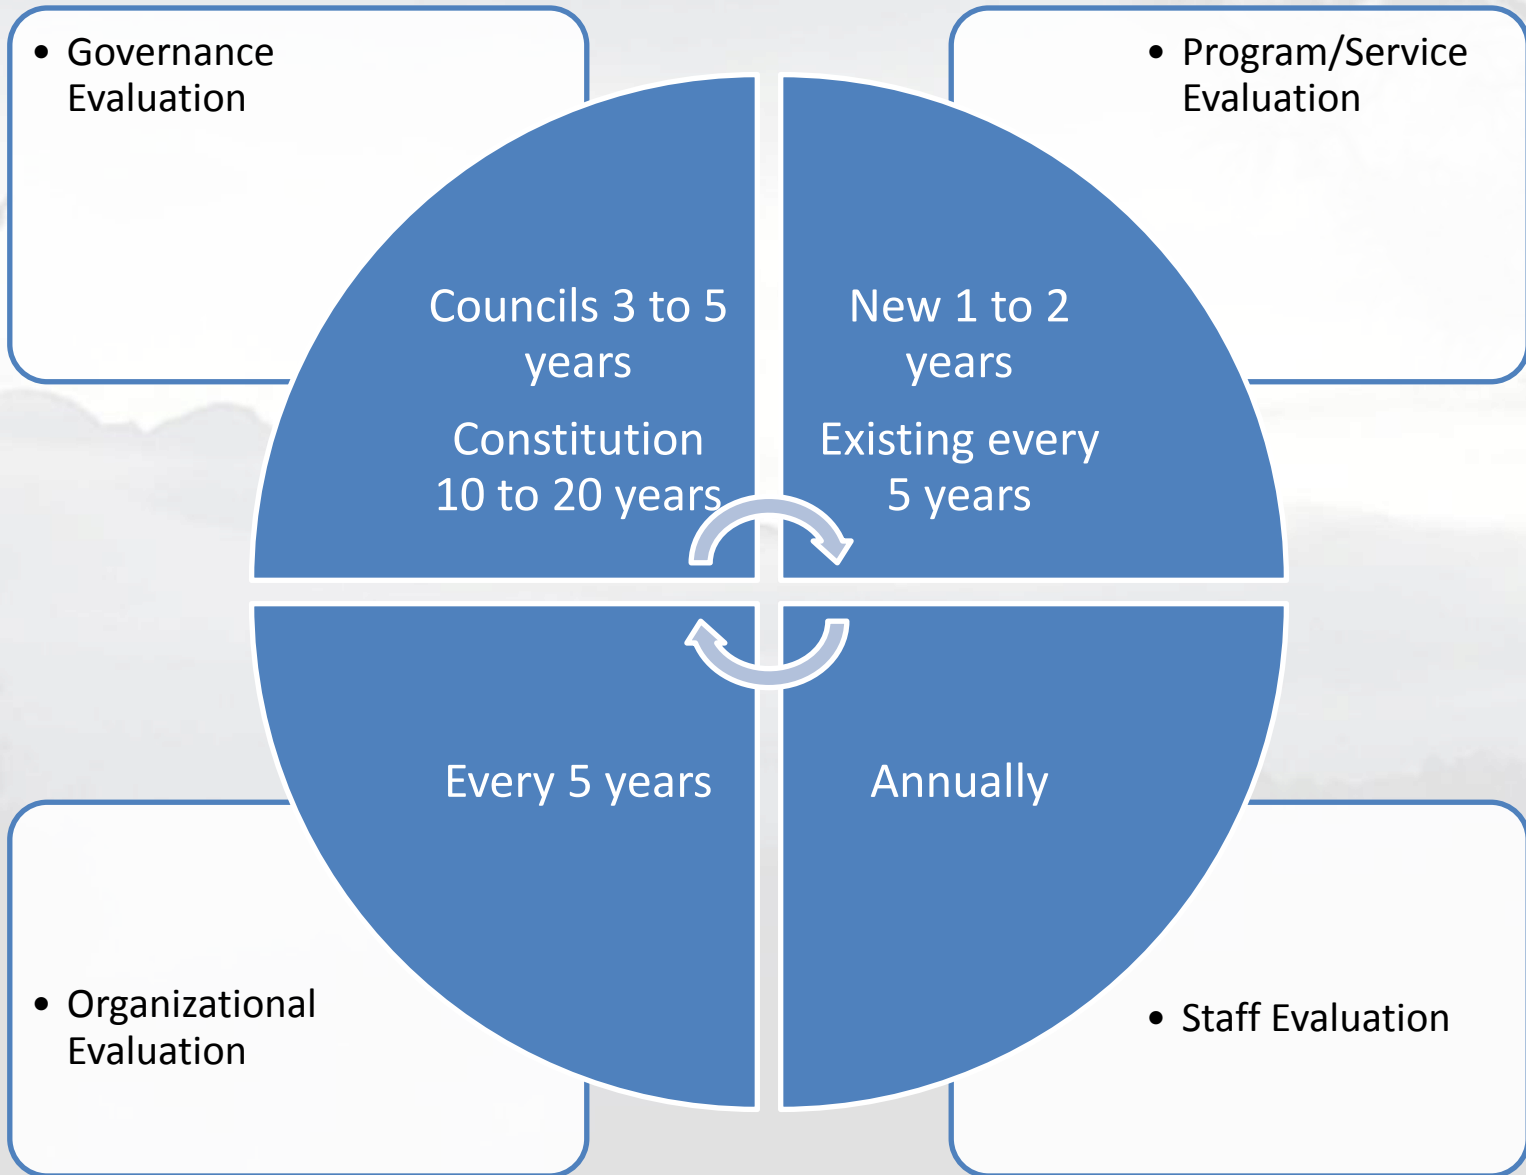 • Governance
Evaluation
• Program/Service
Evaluation
Councils 3 to 5
years
Constitution
10 to 20 years
New 1 to 2
years
Existing every
5 years
Every 5 years
Annually
• Organizational
Evaluation
• Staff Evaluation